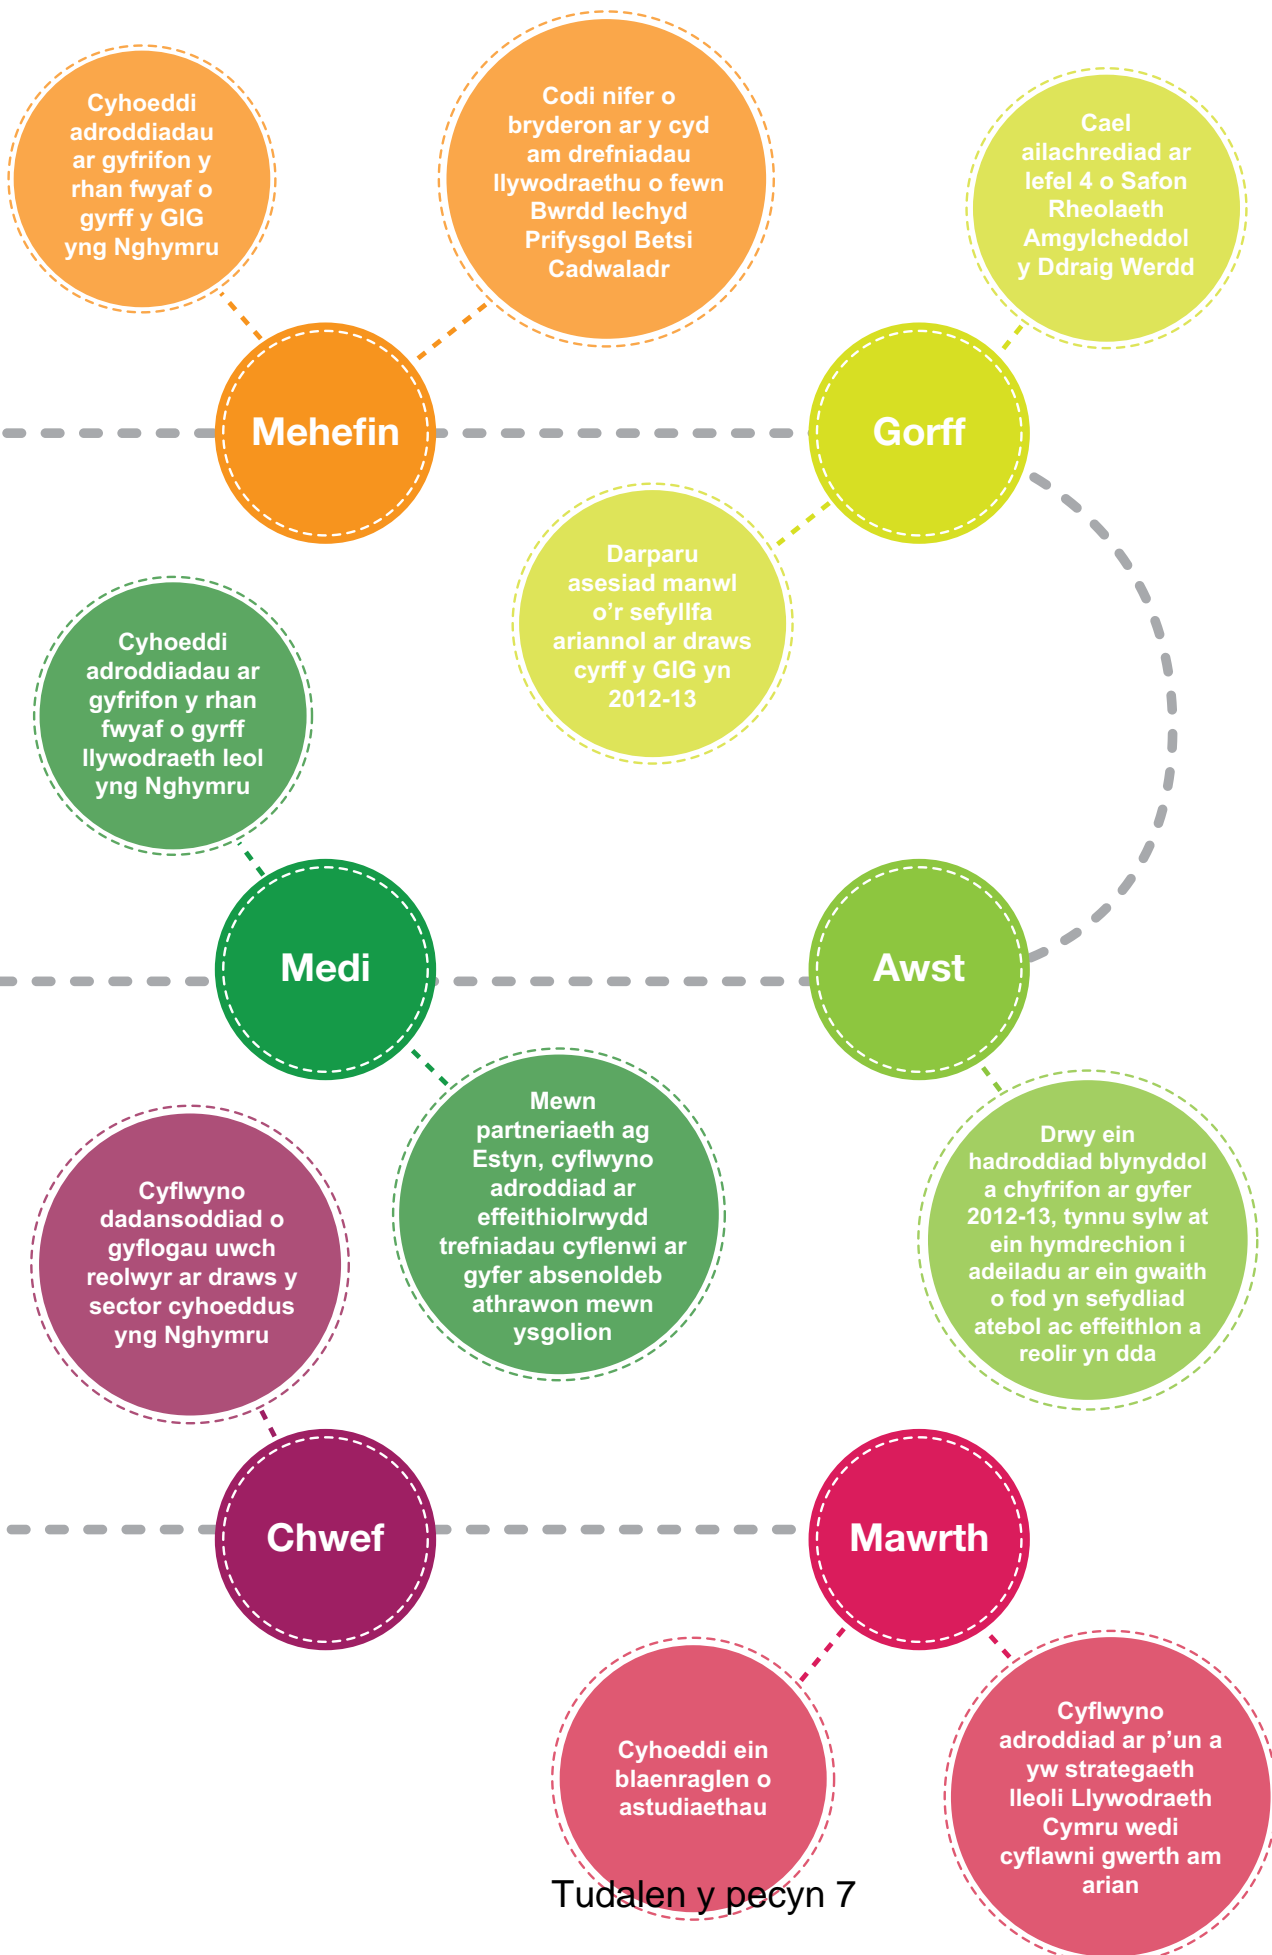 Cyhoeddi
adroddiadau
ar gyfrifon y
rhan fwyaf o
gyrff y GIG
yng Nghymru
Codi nifer o
bryderon ar y cyd
am drefniadau
llywodraethu o fewn
Bwrdd Iechyd
Prifysgol Betsi
Cadwaladr
Cael
ailachrediad ar
lefel 4 o Safon
Rheolaeth
Amgylcheddol
y Ddraig Werdd
Mehefin
Gorff
Darparu
asesiad manwl
o'r sefyllfa
ariannol ar draws
cyrff y GIG yn
2012-13
Cyhoeddi
adroddiadau ar
gyfrifon y rhan
fwyaf o gyrff
llywodraeth leol
yng Nghymru
Medi
Awst
Mewn
partneriaeth ag
Estyn, cyflwyno
adroddiad ar
effeithiolrwydd
trefniadau cyflenwi ar
gyfer absenoldeb
athrawon mewn
ysgolion
Drwy ein
hadroddiad blynyddol
a chyfrifon ar gyfer
2012-13, tynnu sylw at
ein hymdrechion i
adeiladu ar ein gwaith
o fod yn sefydliad
atebol ac effeithlon a
reolir yn dda
Cyflwyno
dadansoddiad o
gyflogau uwch
reolwyr ar draws y
sector cyhoeddus
yng Nghymru
Chwef
Mawrth
Cyhoeddi ein
blaenraglen o
astudiaethau
Cyflwyno
adroddiad ar p'un a
yw strategaeth
lleoli Llywodraeth
Cymru wedi
cyflawni gwerth am
arian
Tudalen y pecyn 7